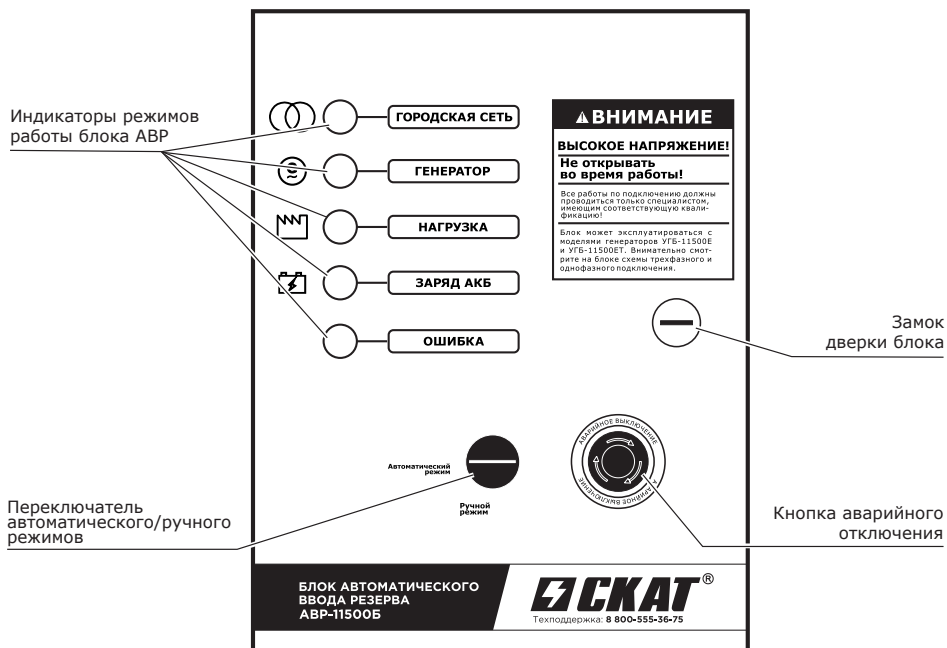 Индикаторы режимов
работы блока АВР
ГОРОДСКАЯ СЕТЬ
ГЕНЕРАТОР
НАГРУЗКА
ЗАРЯД АКБ
ОШИБКА
ВНИМАНИЕ
ВЫСОКОЕ НАПРЯЖЕНИЕ!
Не открывать
во время работы!
Все работы по подключению должны
проводиться только специалистом,
имеющим соответствующую квали-
фикацию!
Блок может эксплуатироваться с
моделями генераторов УГБ-11500Е
и УГБ-11500ЕТ. Внимательно смот-
рите на блоке схемы трехфазного и
однофазного подключения.
Замок
дверки блока
АВАРИЙНОЕ ВЫКЛЮЧЕНИЕ
АВАРИЙНОЕ ВЫКЛЮЧЕНИЕ
Автоматический
режим
Ручной
режим
Переключатель
автоматического/ручного
режимов
Кнопка аварийного
отключения
БЛОК АВТОМАТИЧЕСКОГО
ВВОДА РЕЗЕРВА
АВР-11500Б
СКАТ®
Техподдержка: 8 800-555-36-75